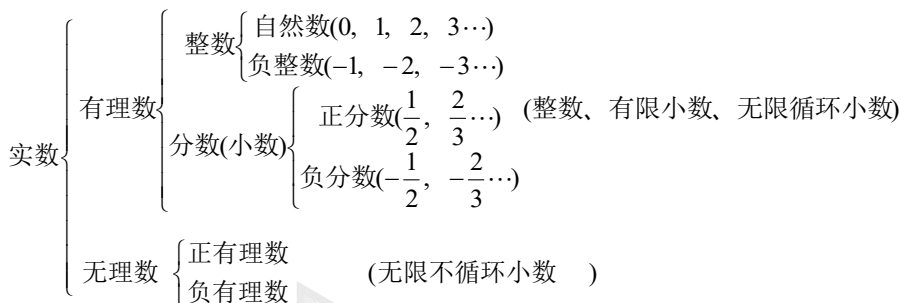 整数 自然数(0, 1, 2, 3…)
负整数(−1, −2, −3…)
有理数
正分数(1/2, 2/3…) (整数、有限小数、无限循环小数)
分数(小数)
实数
负分数(−1/2, −2/3…)
正有理数
无理数 (无限不循环小数 )
负有理数